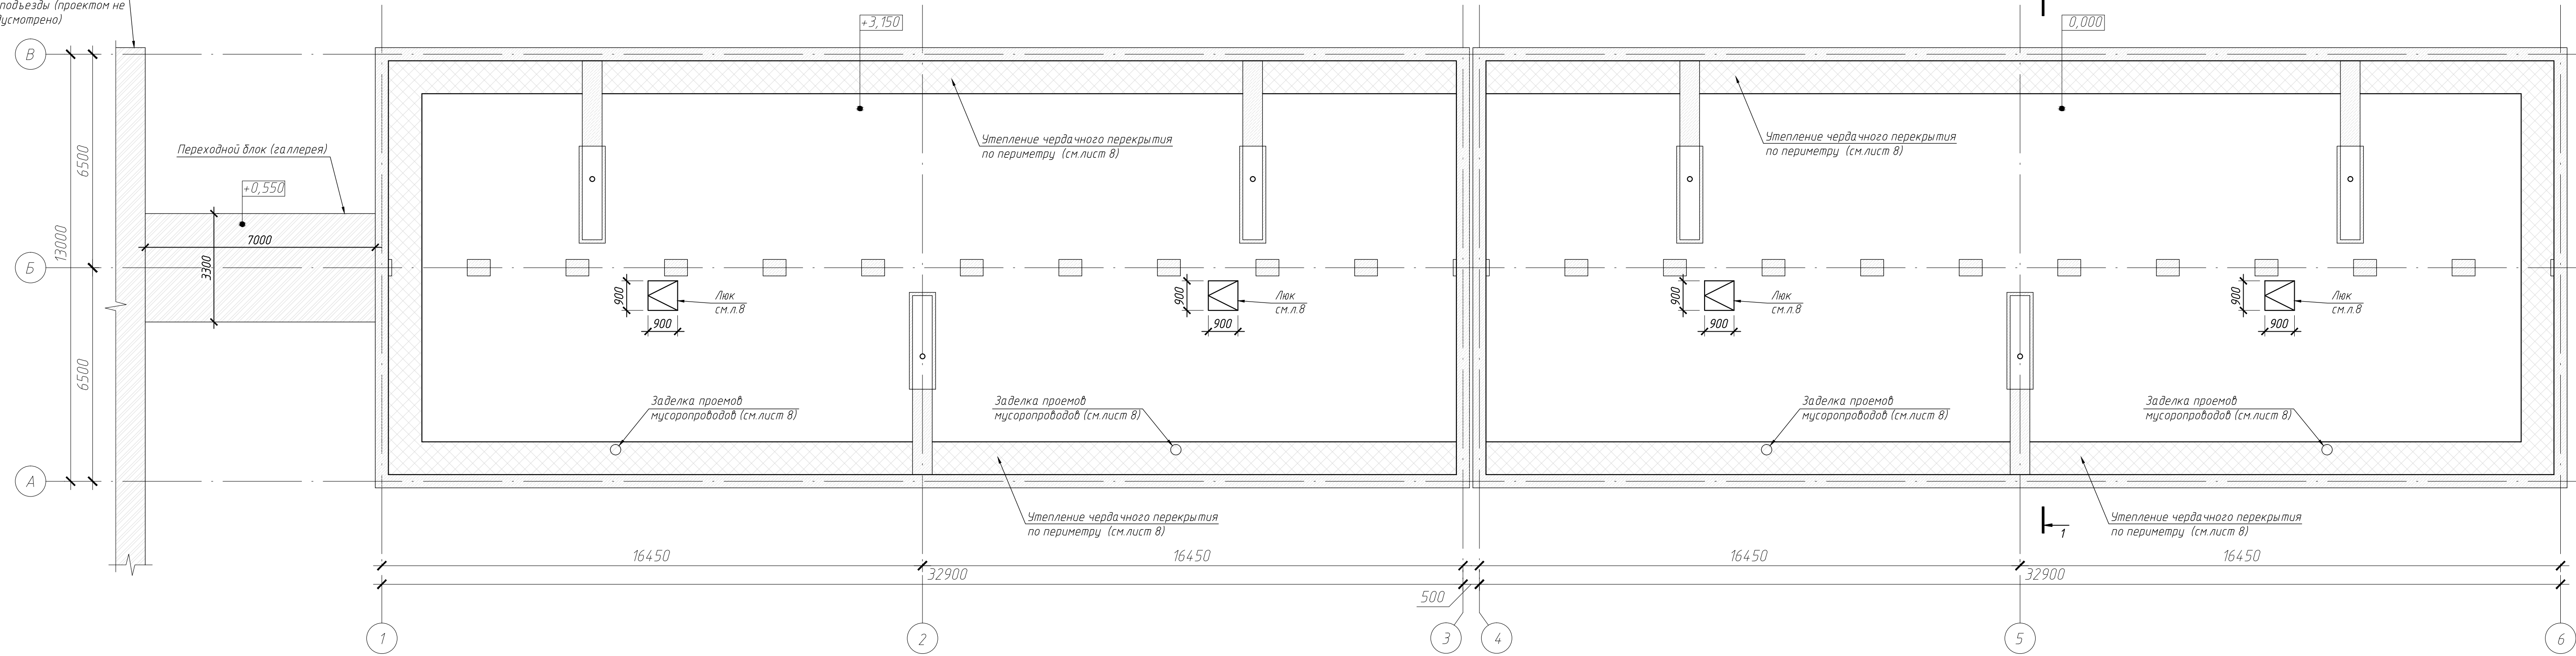 подъезды (проектом не
дусмотрено)
+3,150
0,000
В
Утепление чердачного перекрытия
по периметру (см.лист 8)
Утепление чердачного перекрытия
по периметру (см.лист 8)
Переходной блок (галлерея)
6500
+0,550
13000
7000
3300
Б
900
Люк
см.л.8
900
900
Люк
см.л.8
900
900
Люк
см.л.8
900
900
Люк
см.л.8
900
6500
Заделка проемов
мусоропроводов (см.лист 8)
Заделка проемов
мусоропроводов (см.лист 8)
Заделка проемов
мусоропроводов (см.лист 8)
Заделка проемов
мусоропроводов (см.лист 8)
А
Утепление чердачного перекрытия
по периметру (см.лист 8)
1
Утепление чердачного перекрытия
по периметру (см.лист 8)
16450
16450
16450
16450
32900
32900
500
1
2
3
4
5
6